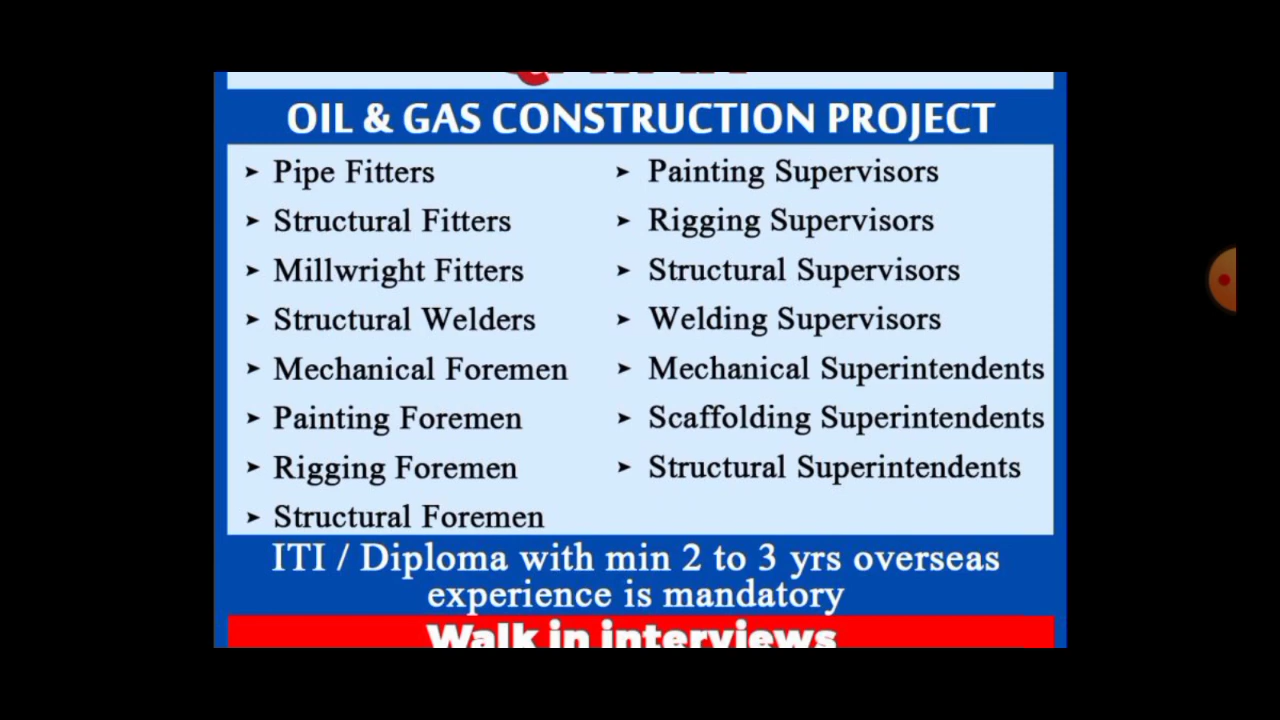 OIL & GAS CONSTRUCTION PROJECT
➤ Pipe Fitters
➤ Structural Fitters
➤ Millwright Fitters
➤ Structural Welders
➤ Mechanical Foremen
➤ Painting Foremen
➤ Rigging Foremen
➤ Structural Foremen
➤ Painting Supervisors
➤ Rigging Supervisors
➤ Structural Supervisors
➤ Welding Supervisors
➤ Mechanical Superintendents
➤ Scaffolding Superintendents
➤ Structural Superintendents
ITI / Diploma with min 2 to 3 yrs overseas
experience is mandatory
Walk in interviews